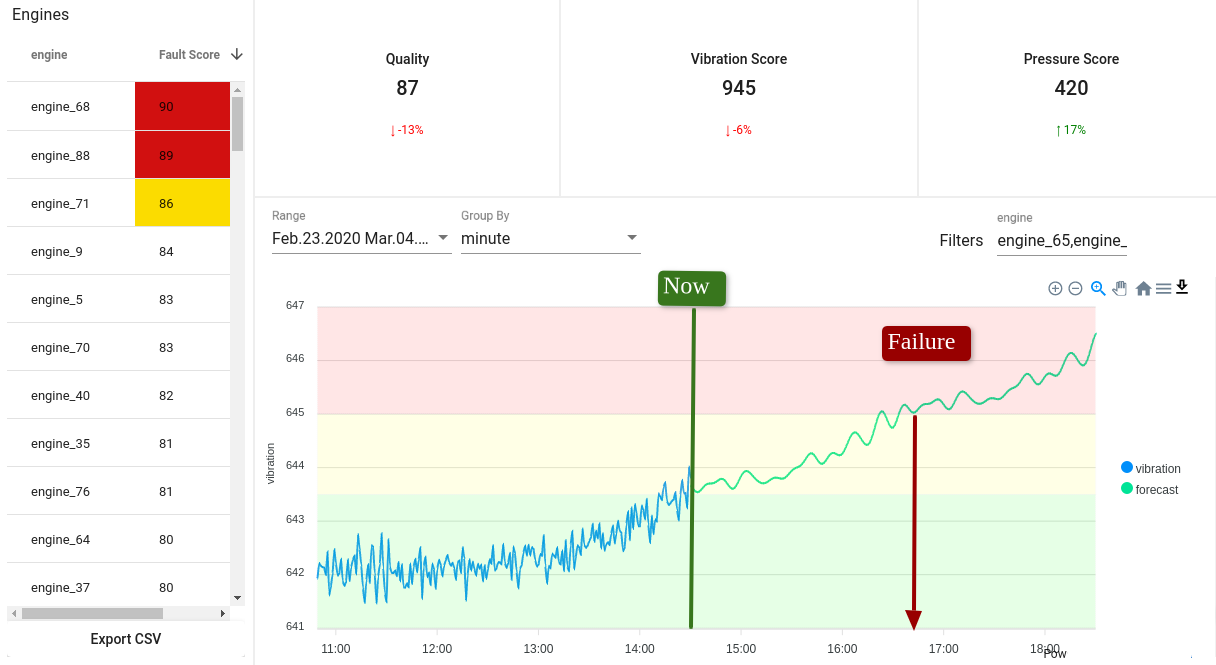 Engines
engine Fault Score
engine_68 90
engine_88 89
engine_71 86
engine_9 84
engine_5 83
engine_70 83
engine_40 82
engine_35 81
engine_76 81
engine_64 80
engine_37 80
Export CSV
Quality
87
↓-13%
Vibration Score
945
↓-6%
Pressure Score
420
↑17%
Range
Feb.23.2020 Mar.04....
Group By
minute
Filters
engine
engine_65,engine_
Now
Failure
647
646
645
644
643
642
641
vibration
11:00 12:00 13:00 14:00 15:00 16:00 17:00 18:00
Pow
vibration
forecast